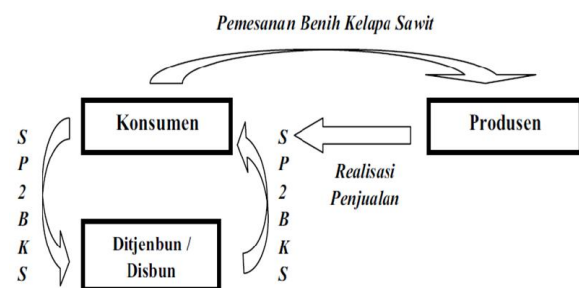 Pemesanan Benih Kelapa Sawit
Konsumen
Produsen
S
P
2
B
K
S
S
P
2
B
K
S
Realisasi
Penjualan
Ditjenbun /
Disbun